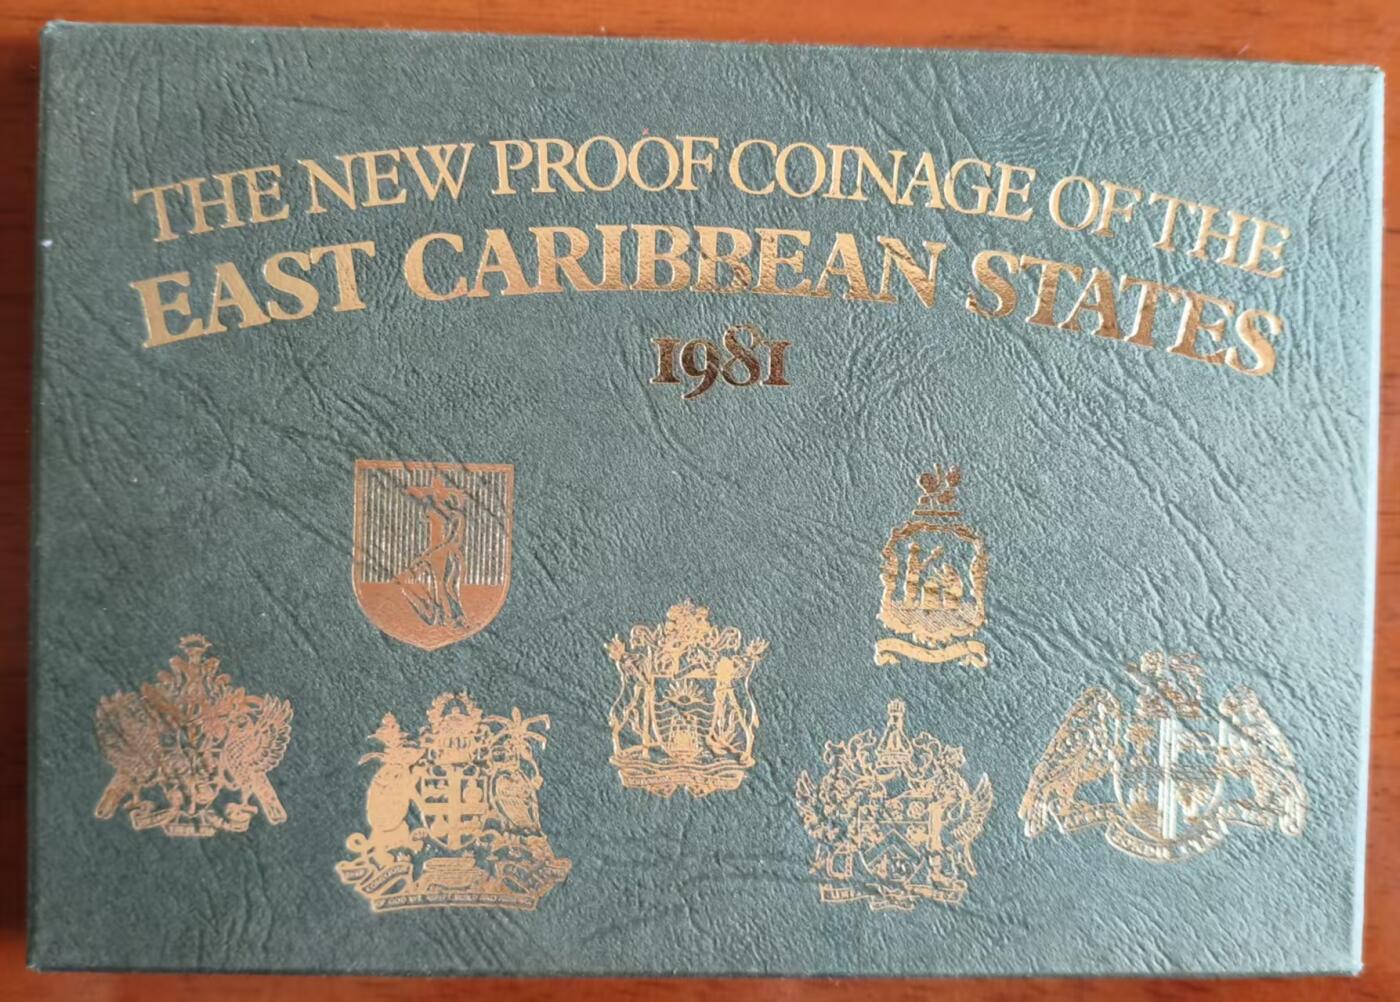 THE NEW PROOF COINAGE OF THE
EAST CARIBBEAN STATES
1981